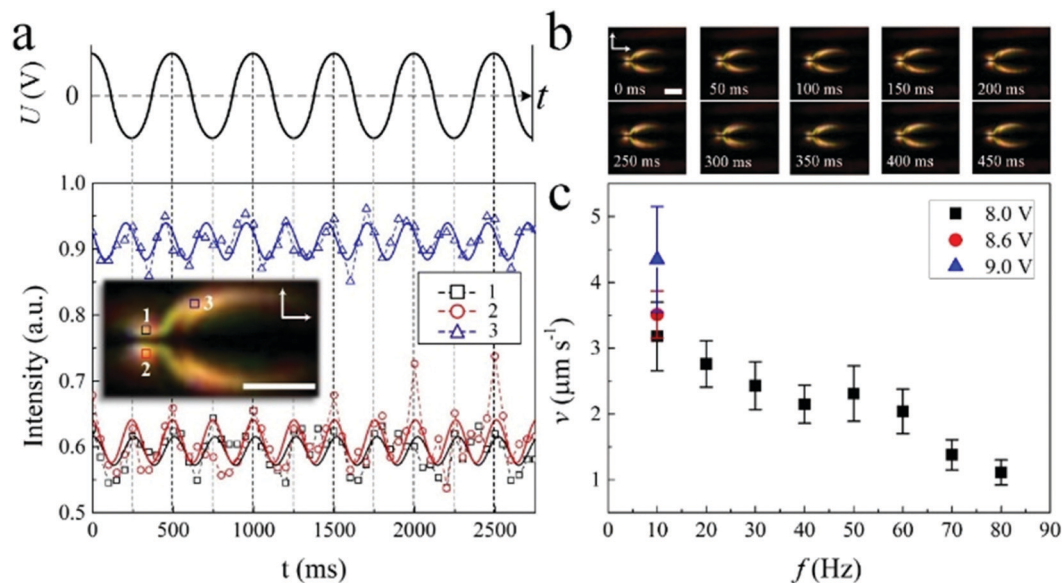 a
U (V)
0
t
Intensity (a.u.)
1.0
0.9
0.8
0.7
0.6
0.5
1
2
3
1
2
3
0
500
1000
1500
2000
2500
t (ms)
b
0 ms
50 ms
100 ms
150 ms
200 ms
250 ms
300 ms
350 ms
400 ms
450 ms
c
8.0 V
8.6 V
9.0 V
v (μm s⁻¹)
5
4
3
2
1
0
10
20
30
40
50
60
70
80
90
f (Hz)